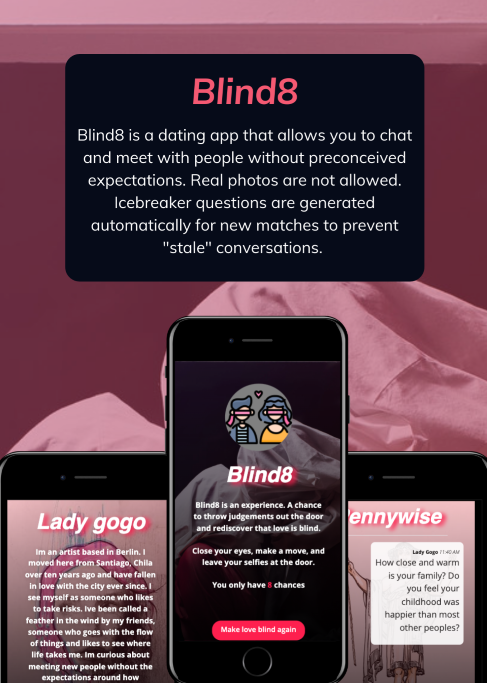 Blind8
Blind8 is a dating app that allows you to chat
and meet with people without preconceived
expectations. Real photos are not allowed.
Icebreaker questions are generated
automatically for new matches to prevent
"stale" conversations.
Blind8
Blind8 is an experience. A chance
to throw judgements out the door
and rediscover that love is blind.
Close your eyes, make a move, and
leave your selfies at the door.
You only have 8 chances
Make love blind again
Lady gogo
Im an artist based in Berlin. I
moved here from Santiago, Chila
over ten years ago and have fallen
in love with the city ever since. I
see myself as someone who likes
to take risks. Ive been called a
feather in the wind by my friends,
someone who goes with the flow
of things and likes to see where
life takes me. Im curious about
meeting new people without the
expectations around how
ennywise
Lady Gogo 11:40 AM
How close and warm
is your family? Do
you feel your
childhood was
happier than most
other peoples?